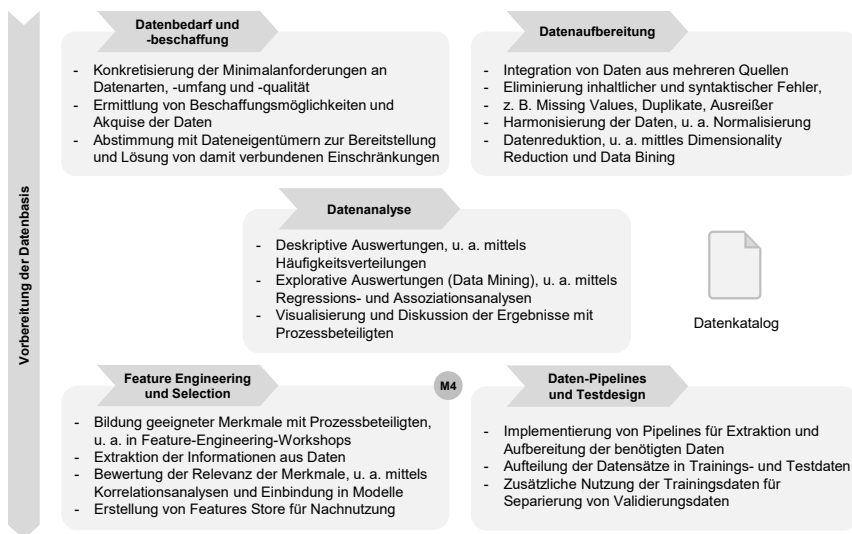 Vorbereitung der Datenbasis
Datenbedarf und
-beschaffung
- Konkretisierung der Minimalanforderungen an
Datenarten, -umfang und -qualität
- Ermittlung von Beschaffungsmöglichkeiten und
Akquise der Daten
- Abstimmung mit Dateneigentümern zur Bereitstellung
und Lösung von damit verbundenen Einschränkungen
Datenaufbereitung
- Integration von Daten aus mehreren Quellen
- Eliminierung inhaltlicher und syntaktischer Fehler,
- z. B. Missing Values, Duplikate, Ausreißer
- Harmonisierung der Daten, u. a. Normalisierung
- Datenreduktion, u. a. mittles Dimensionality
Reduction und Data Bining
Datenanalyse
- Deskriptive Auswertungen, u. a. mittels
Häufigkeitsverteilungen
- Explorative Auswertungen (Data Mining), u. a. mittels
Regressions- und Assoziationsanalysen
- Visualisierung und Diskussion der Ergebnisse mit
Prozessbeteiligten
Datenkatalog
Feature Engineering
und Selection
M4
- Bildung geeigneter Merkmale mit Prozessbeteiligten,
u. a. in Feature-Engineering-Workshops
- Extraktion der Informationen aus Daten
- Bewertung der Relevanz der Merkmale, u. a. mittels
Korrelationsanalysen und Einbindung in Modelle
- Erstellung von Features Store für Nachnutzung
Daten-Pipelines
und Testdesign
- Implementierung von Pipelines für Extraktion und
Aufbereitung der benötigten Daten
- Aufteilung der Datensätze in Trainings- und Testdaten
- Zusätzliche Nutzung der Trainingsdaten für
Separierung von Validierungsdaten